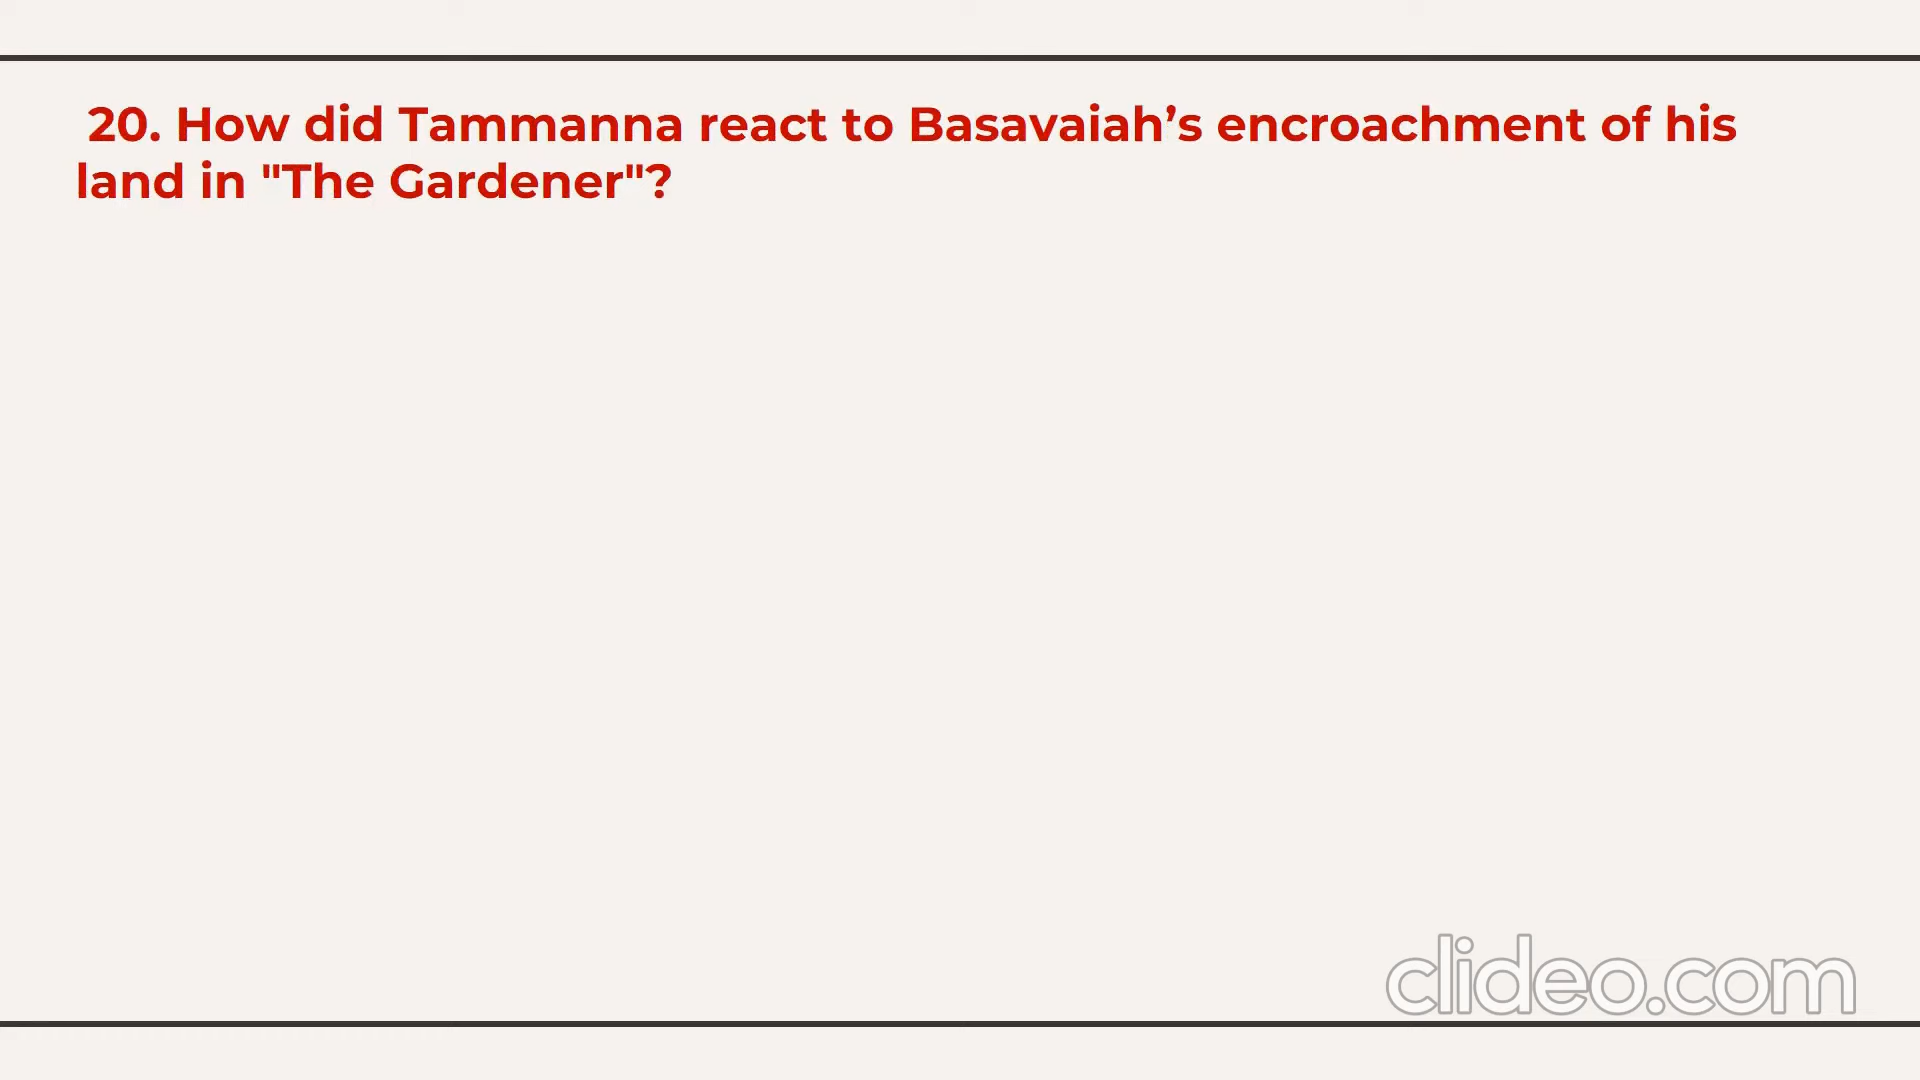 20. How did Tammanna react to Basavaiah’s encroachment of his
land in "The Gardener"?
clideo.com